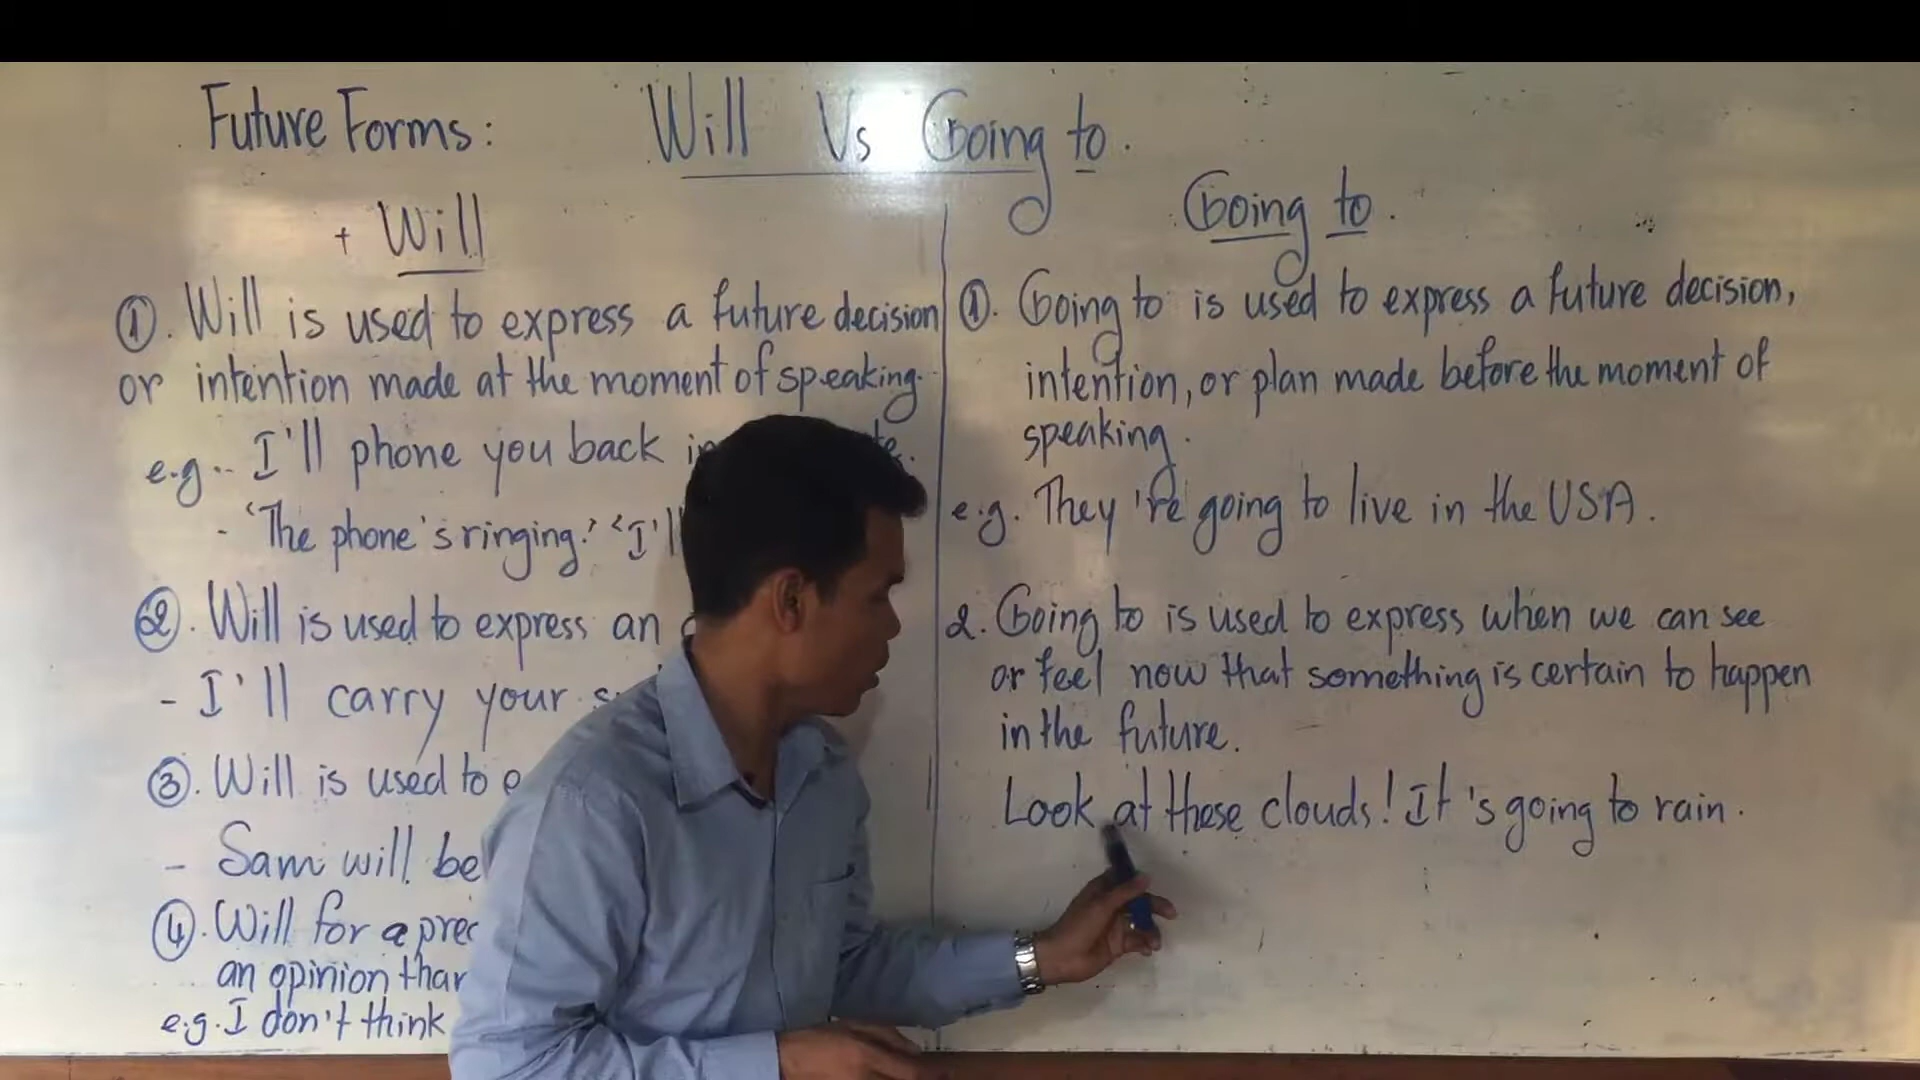 Future Forms: Will Vs Going to.
+ Will
①. Will is used to express a future decision
or intention made at the moment of speaking.
e.g. - I'll phone you back in
- 'The phone's ringing.' 'I'll
②. Will is used to express an
- I'll carry your
③. Will is used to
- Sam will be
④. Will for a
an opinion
e.g. I don't think
Going to.
①. Going to is used to express a future decision,
intention, or plan made before the moment of
speaking.
e.g. They're going to live in the USA.
2. Going to is used to express when we can see
or feel now that something is certain to happen
in the future.
Look at these clouds! It's going to rain.